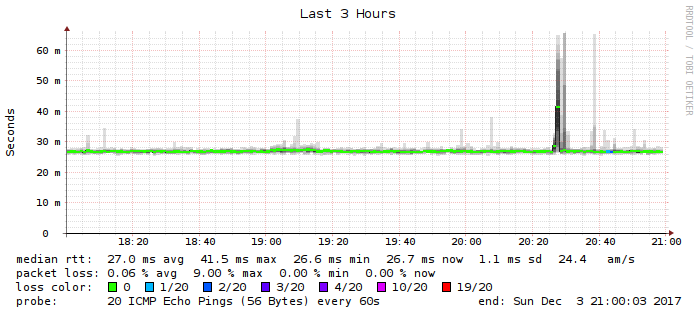 Last 3 Hours
RRDTOOL / TOBI OETIKER
Seconds
60 m
50 m
40 m
30 m
20 m
10 m
0
18:20 18:40 19:00 19:20 19:40 20:00 20:20 20:40 21:00
median rtt: 27.0 ms avg 41.5 ms max 26.6 ms min 26.7 ms now 1.1 ms sd 24.4 am/s
packet loss: 0.06 % avg 9.00 % max 0.00 % min 0.00 % now
loss color: 0 1/20 2/20 3/20 4/20 10/20 19/20
probe: 20 ICMP Echo Pings (56 Bytes) every 60s end: Sun Dec 3 21:00:03 2017